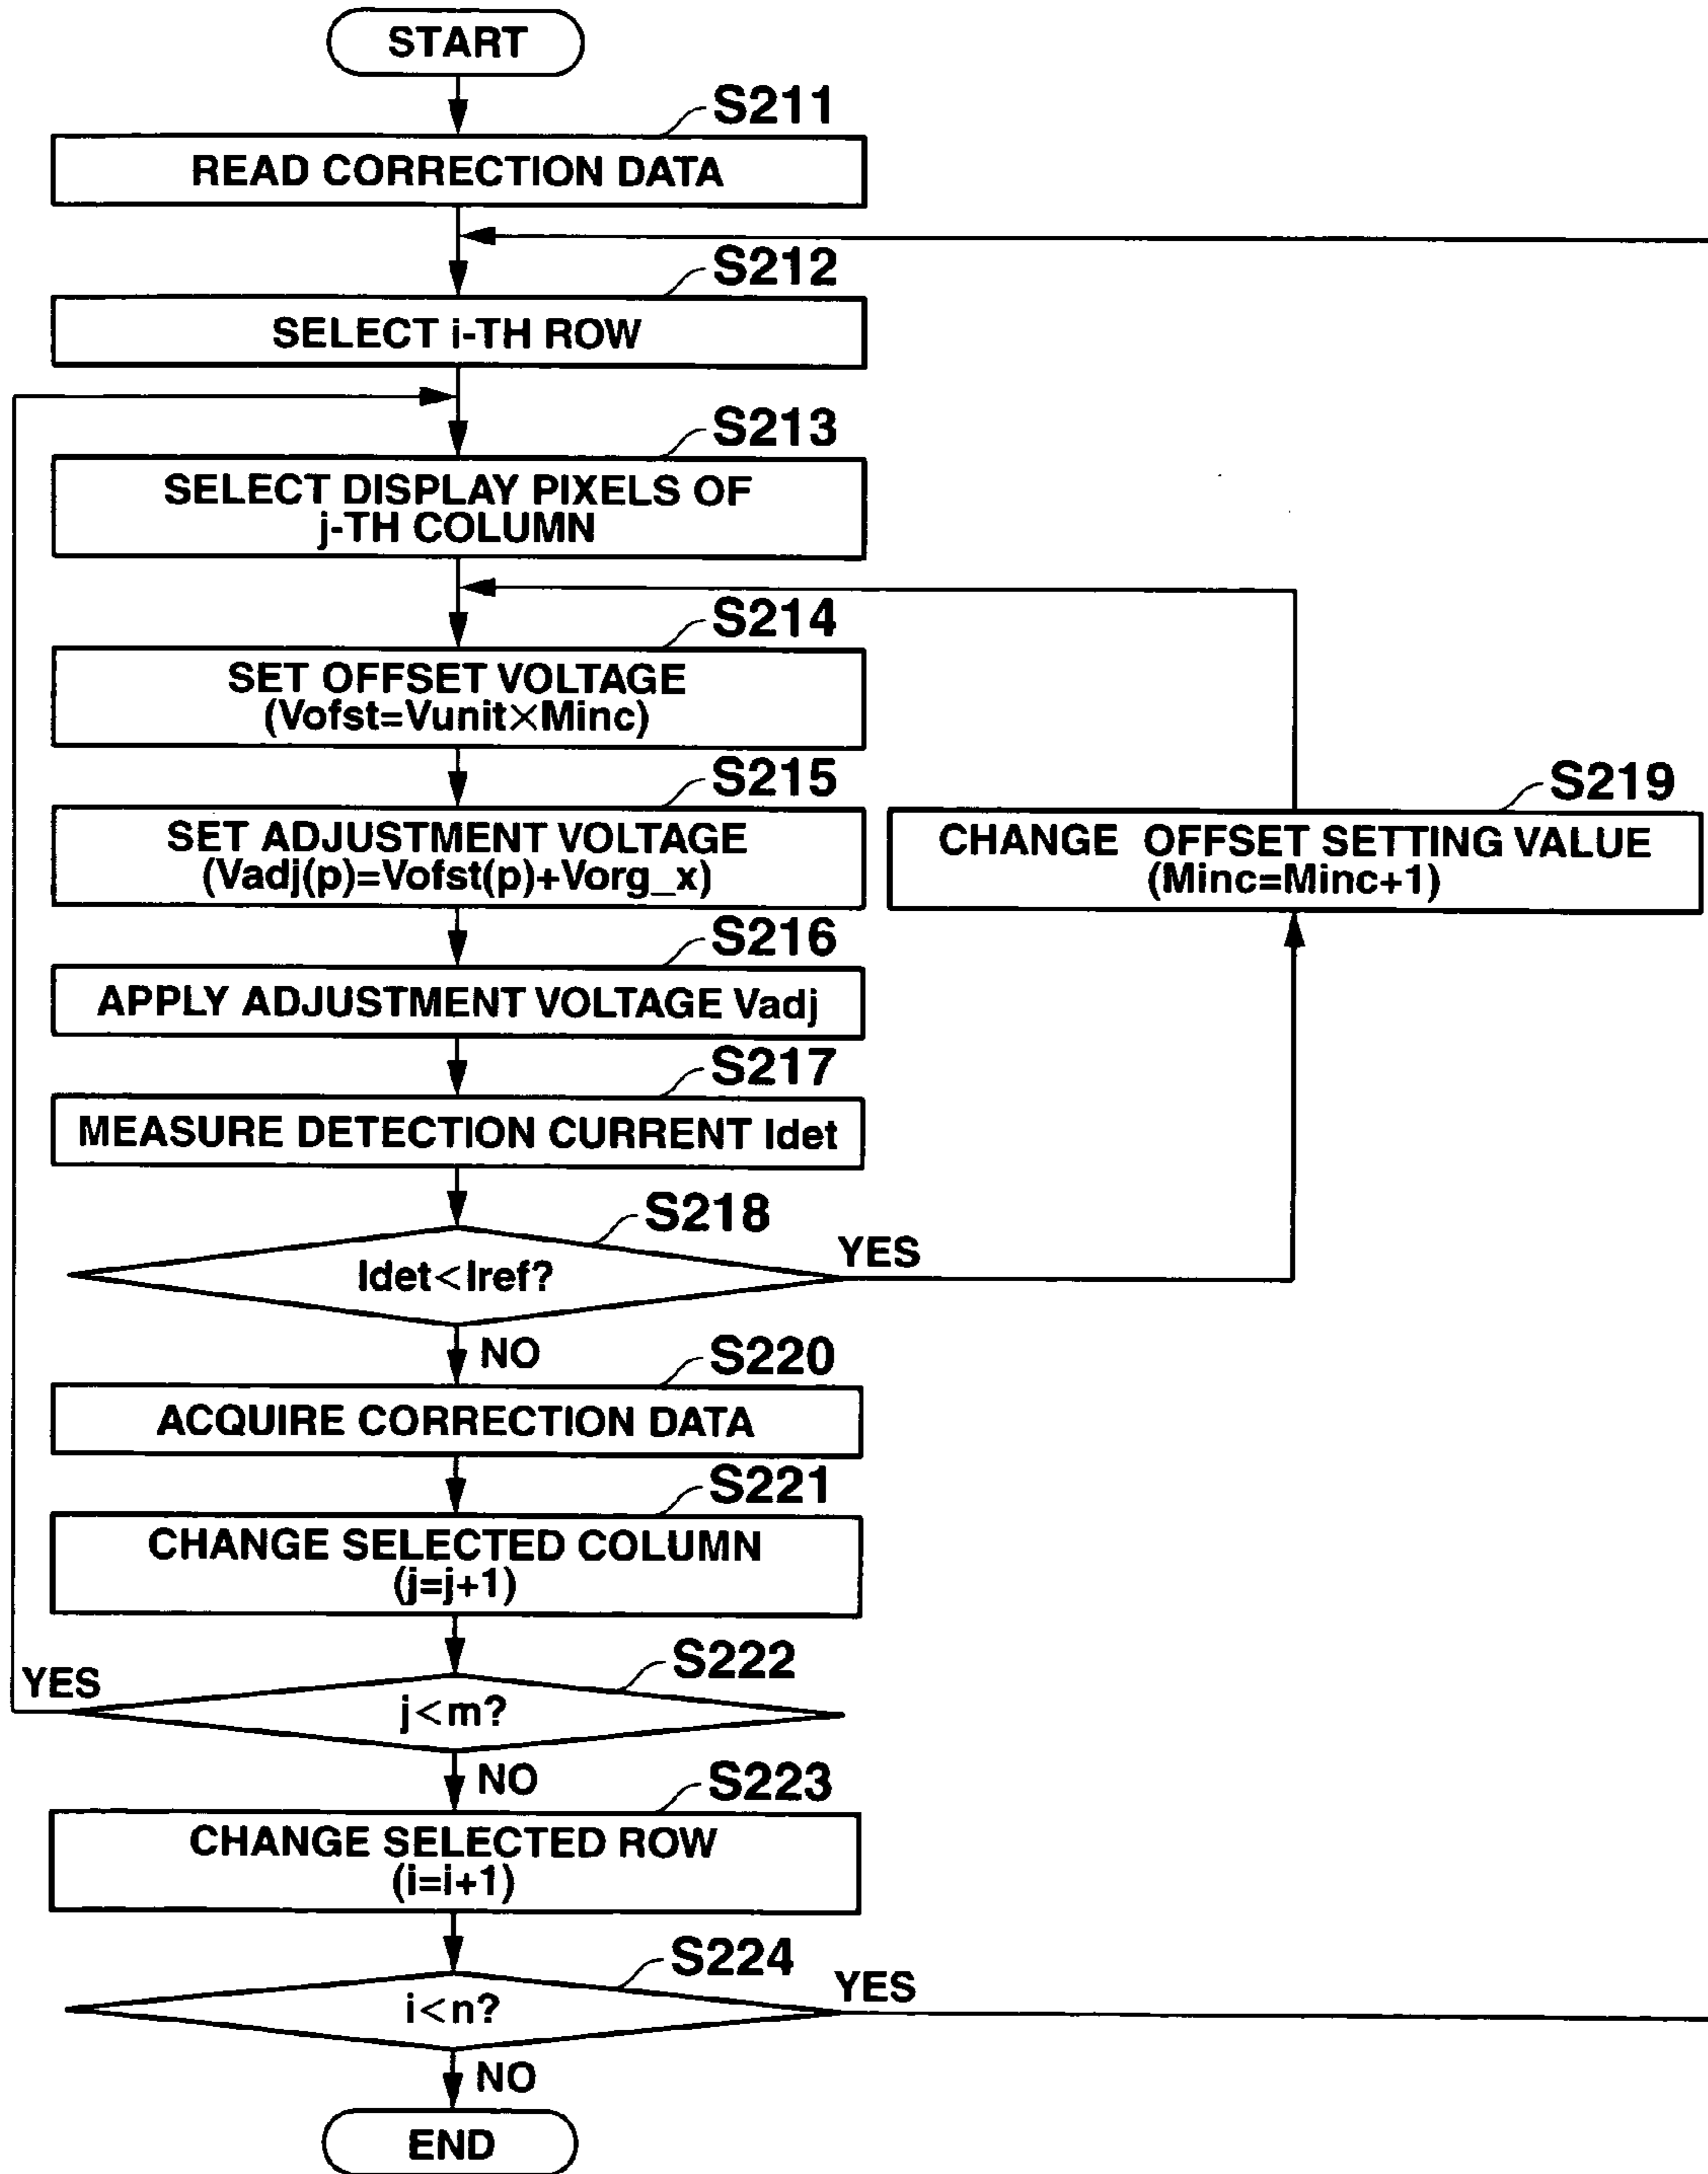 START
S211
READ CORRECTION DATA
S212
SELECT i-TH ROW
S213
SELECT DISPLAY PIXELS OF
j-TH COLUMN
S214
SET OFFSET VOLTAGE
(Vofst=Vunit×Minc)
S215
SET ADJUSTMENT VOLTAGE
(Vadj(p)=Vofst(p)+Vorg_x)
S219
CHANGE OFFSET SETTING VALUE
(Minc=Minc+1)
S216
APPLY ADJUSTMENT VOLTAGE Vadj
S217
MEASURE DETECTION CURRENT Idet
S218
Idet<Iref?
YES
NO
S220
ACQUIRE CORRECTION DATA
S221
CHANGE SELECTED COLUMN
(j=j+1)
S222
YES
j<m?
NO
S223
CHANGE SELECTED ROW
(i=i+1)
S224
i<n?
YES
NO
END